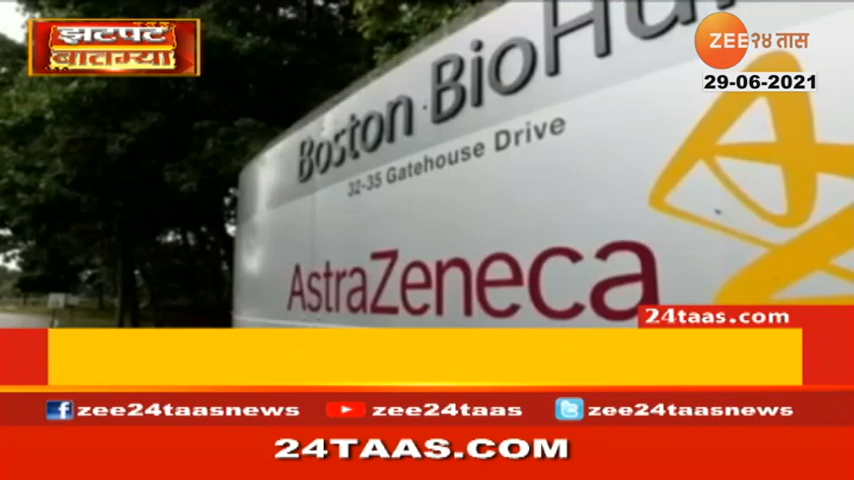 झटपट
बातम्या
ZEE २४ तास
29-06-2021
Boston BioHu
32-35 Gatehouse Drive
AstraZeneca
24taas.com
zee24taasnews
zee24taas
zee24taasnews
24TAAS.COM